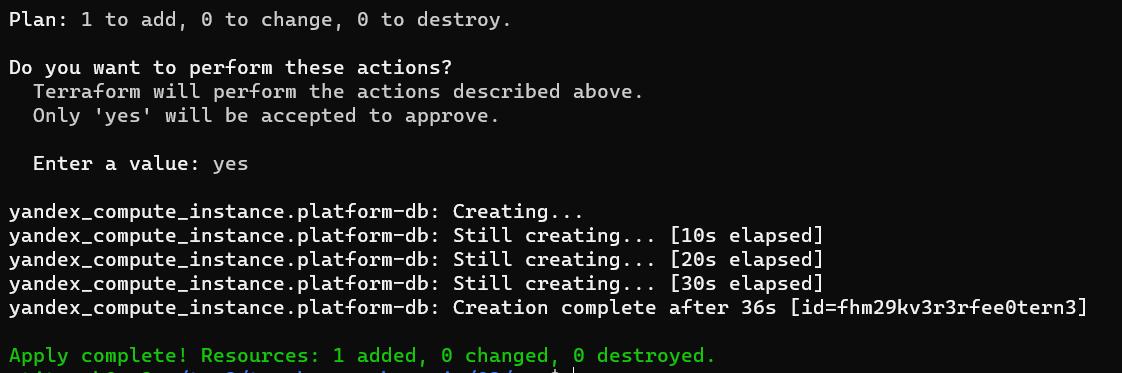 Plan: 1 to add, 0 to change, 0 to destroy.
Do you want to perform these actions?
Terraform will perform the actions described above.
Only 'yes' will be accepted to approve.
Enter a value: yes
yandex_compute_instance.platform-db: Creating...
yandex_compute_instance.platform-db: Still creating... [10s elapsed]
yandex_compute_instance.platform-db: Still creating... [20s elapsed]
yandex_compute_instance.platform-db: Still creating... [30s elapsed]
yandex_compute_instance.platform-db: Creation complete after 36s [id=fhm29kv3r3rfee0tern3]
Apply complete! Resources: 1 added, 0 changed, 0 destroyed.